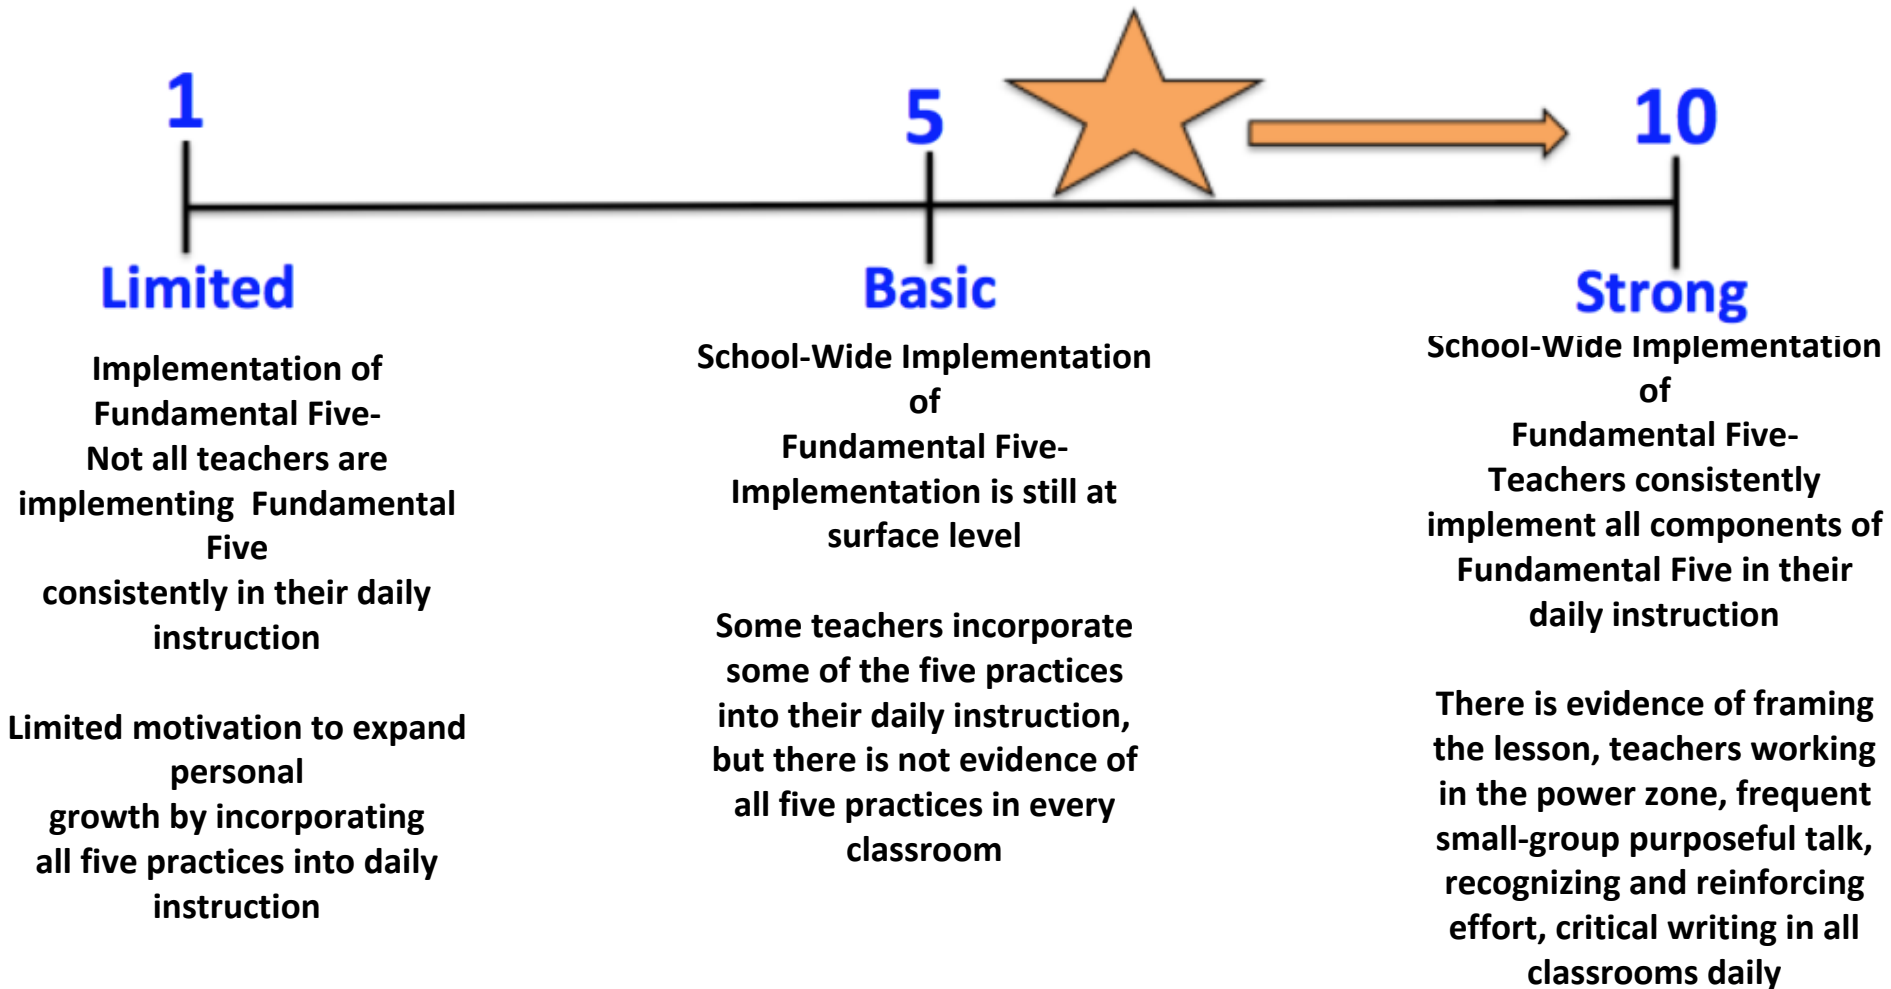 1
5
10
Limited
Basic
Strong
Implementation of
Fundamental Five-
Not all teachers are
implementing Fundamental
Five
consistently in their daily
instruction
Limited motivation to expand
personal
growth by incorporating
all five practices into daily
instruction
School-Wide Implementation
of
Fundamental Five-
Implementation is still at
surface level
Some teachers incorporate
some of the five practices
into their daily instruction,
but there is not evidence of
all five practices in every
classroom
School-Wide Implementation
of
Fundamental Five-
Teachers consistently
implement all components of
Fundamental Five in their
daily instruction
There is evidence of framing
the lesson, teachers working
in the power zone, frequent
small-group purposeful talk,
recognizing and reinforcing
effort, critical writing in all
classrooms daily